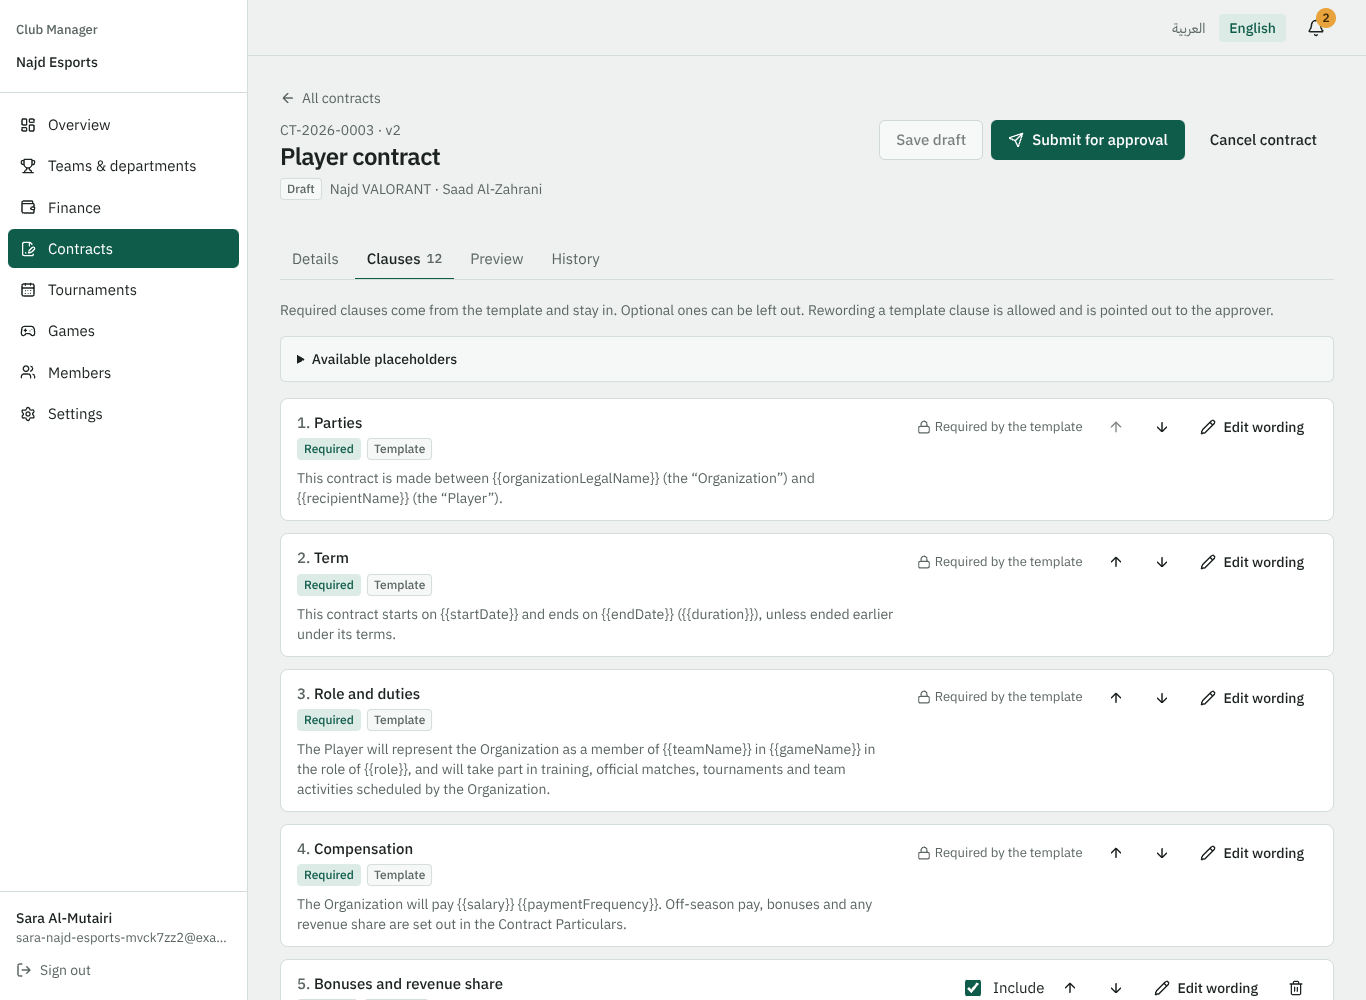 Club Manager
Najd Esports
Overview
Teams & departments
Finance
Contracts
Tournaments
Games
Members
Settings
Sara Al-Mutairi
sara-najd-esports-mvck7zz2@exa...
Sign out
العربية
English
2
All contracts
CT-2026-0003 · v2
Player contract
Draft
Najd VALORANT · Saad Al-Zahrani
Save draft
Submit for approval
Cancel contract
Details
Clauses 12
Preview
History
Required clauses come from the template and stay in. Optional ones can be left out. Rewording a template clause is allowed and is pointed out to the approver.
Available placeholders
1. Parties
Required
Template
Required by the template
Edit wording
This contract is made between {{organizationLegalName}} (the “Organization”) and
{{recipientName}} (the “Player”).
2. Term
Required
Template
Required by the template
Edit wording
This contract starts on {{startDate}} and ends on {{endDate}} ({{duration}}), unless ended earlier
under its terms.
3. Role and duties
Required
Template
Required by the template
Edit wording
The Player will represent the Organization as a member of {{teamName}} in {{gameName}} in
the role of {{role}}, and will take part in training, official matches, tournaments and team
activities scheduled by the Organization.
4. Compensation
Required
Template
Required by the template
Edit wording
The Organization will pay {{salary}} {{paymentFrequency}}. Off-season pay, bonuses and any
revenue share are set out in the Contract Particulars.
5. Bonuses and revenue share
Include
Edit wording